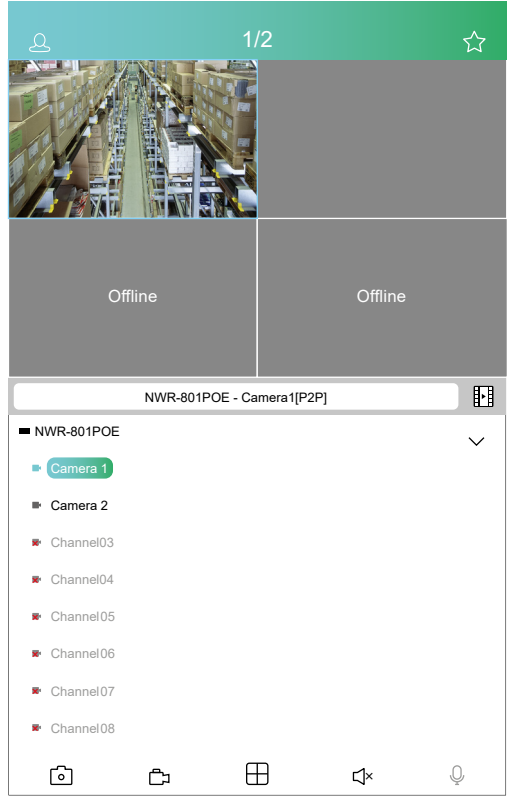 1/2
Offline
Offline
NWR-801POE - Camera1[P2P]
NWR-801POE
Camera 1
Camera 2
Channel03
Channel04
Channel05
Channel06
Channel07
Channel08